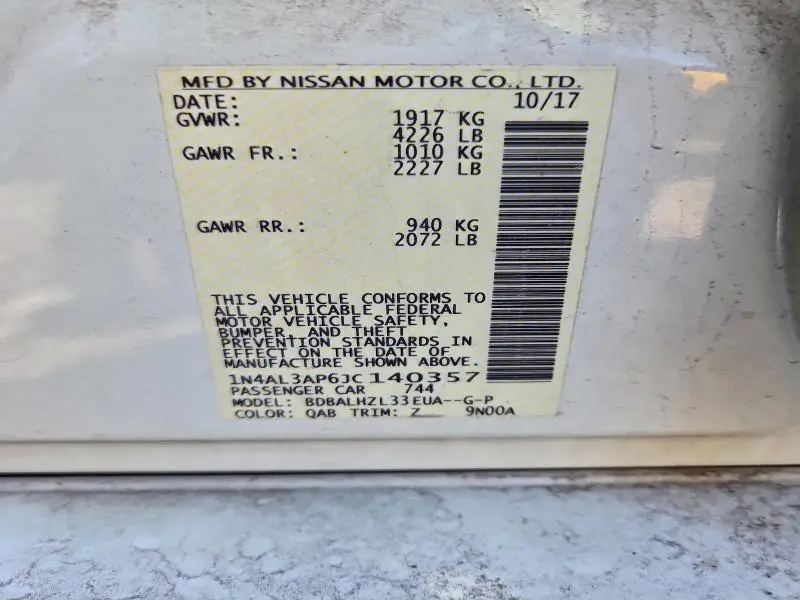 MFD BY NISSAN MOTOR CO., LTD.
DATE: 10/17
GVWR: 1917 KG
4226 LB
GAWR FR.: 1010 KG
2227 LB
GAWR RR.: 940 KG
2072 LB
THIS VEHICLE CONFORMS TO
ALL APPLICABLE FEDERAL
MOTOR VEHICLE SAFETY,
BUMPER, AND THEFT
PREVENTION STANDARDS IN
EFFECT ON THE DATE OF
MANUFACTURE SHOWN ABOVE.
1N4AL3AP6JC140357
PASSENGER CAR 744
MODEL: BDBALHZL33EUA--G-P
COLOR: QAB TRIM: Z 9N00A